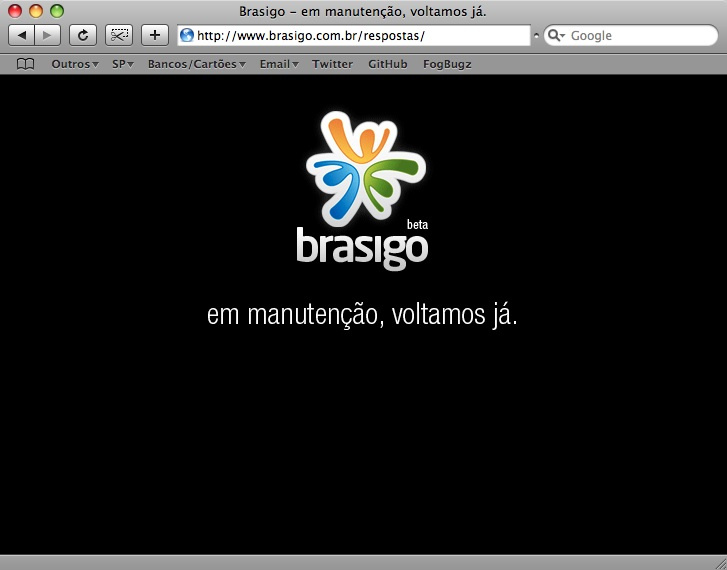 Brasigo – em manutenção, voltamos já.
http://www.brasigo.com.br/respostas/
Google
Outros SP Bancos/Cartões Email Twitter GitHub FogBugz
beta
brasigo
em manutenção, voltamos já.